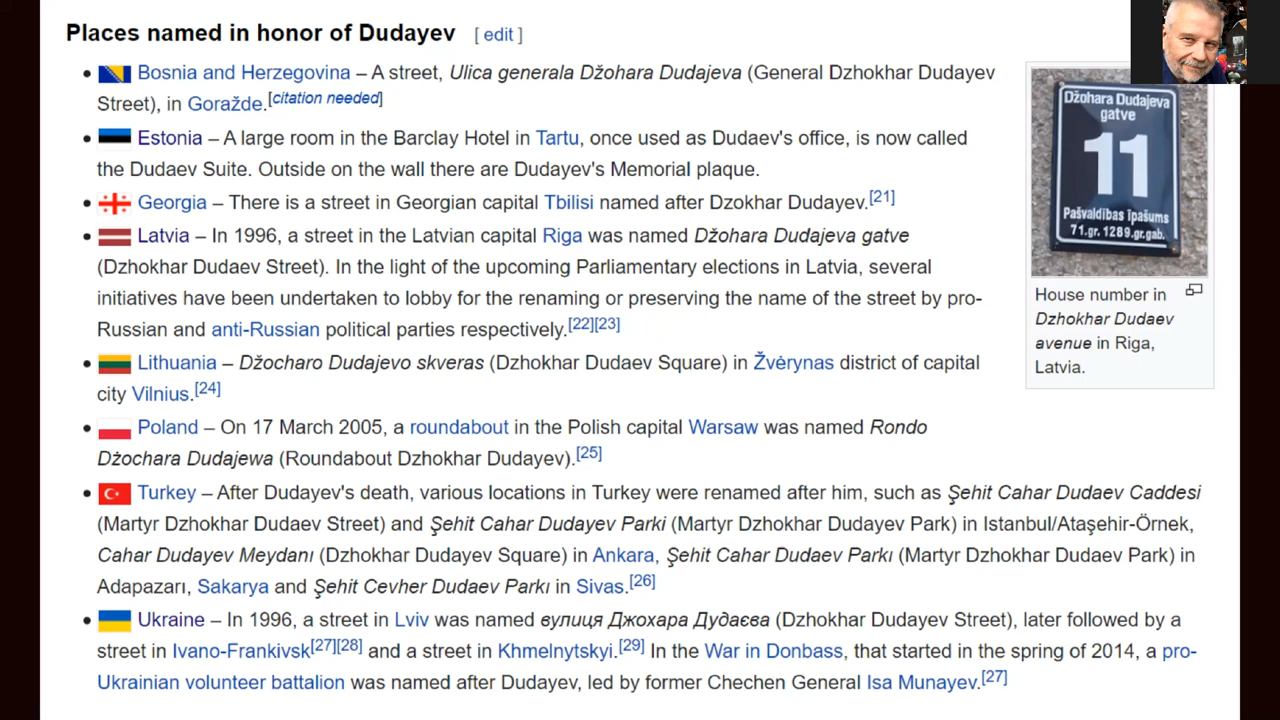 Places named in honor of Dudayev [ edit ]
Bosnia and Herzegovina – A street, Ulica generala Džohara Dudajeva (General Dzhokhar Dudayev
Street), in Goražde.[citation needed]
Estonia – A large room in the Barclay Hotel in Tartu, once used as Dudaev's office, is now called
the Dudaev Suite. Outside on the wall there are Dudayev's Memorial plaque.
Georgia – There is a street in Georgian capital Tbilisi named after Dzokhar Dudayev.[21]
Latvia – In 1996, a street in the Latvian capital Riga was named Džohara Dudajeva gatve
(Dzhokhar Dudaev Street). In the light of the upcoming Parliamentary elections in Latvia, several
initiatives have been undertaken to lobby for the renaming or preserving the name of the street by pro-
Russian and anti-Russian political parties respectively.[22][23]
Lithuania – Džocharo Dudajevo skveras (Dzhokhar Dudaev Square) in Žvėrynas district of capital
city Vilnius.[24]
Poland – On 17 March 2005, a roundabout in the Polish capital Warsaw was named Rondo
Dżochara Dudajewa (Roundabout Dzhokhar Dudayev).[25]
Turkey – After Dudayev's death, various locations in Turkey were renamed after him, such as Şehit Cahar Dudaev Caddesi
(Martyr Dzhokhar Dudaev Street) and Şehit Cahar Dudayev Parki (Martyr Dzhokhar Dudayev Park) in Istanbul/Ataşehir-Örnek,
Cahar Dudayev Meydanı (Dzhokhar Dudayev Square) in Ankara, Şehit Cahar Dudaev Parkı (Martyr Dzhokhar Dudaev Park) in
Adapazarı, Sakarya and Şehit Cevher Dudaev Parkı in Sivas.[26]
Ukraine – In 1996, a street in Lviv was named вулиця Джохара Дудаєва (Dzhokhar Dudayev Street), later followed by a
street in Ivano-Frankivsk[27][28] and a street in Khmelnytskyi.[29] In the War in Donbass, that started in the spring of 2014, a pro-
Ukrainian volunteer battalion was named after Dudayev, led by former Chechen General Isa Munayev.[27]
Džohara Dudajeva
gatve
11
Pašvaldības īpašums
71.gr. 1289.gr.gab.
House number in
Dzhokhar Dudaev
avenue in Riga,
Latvia.